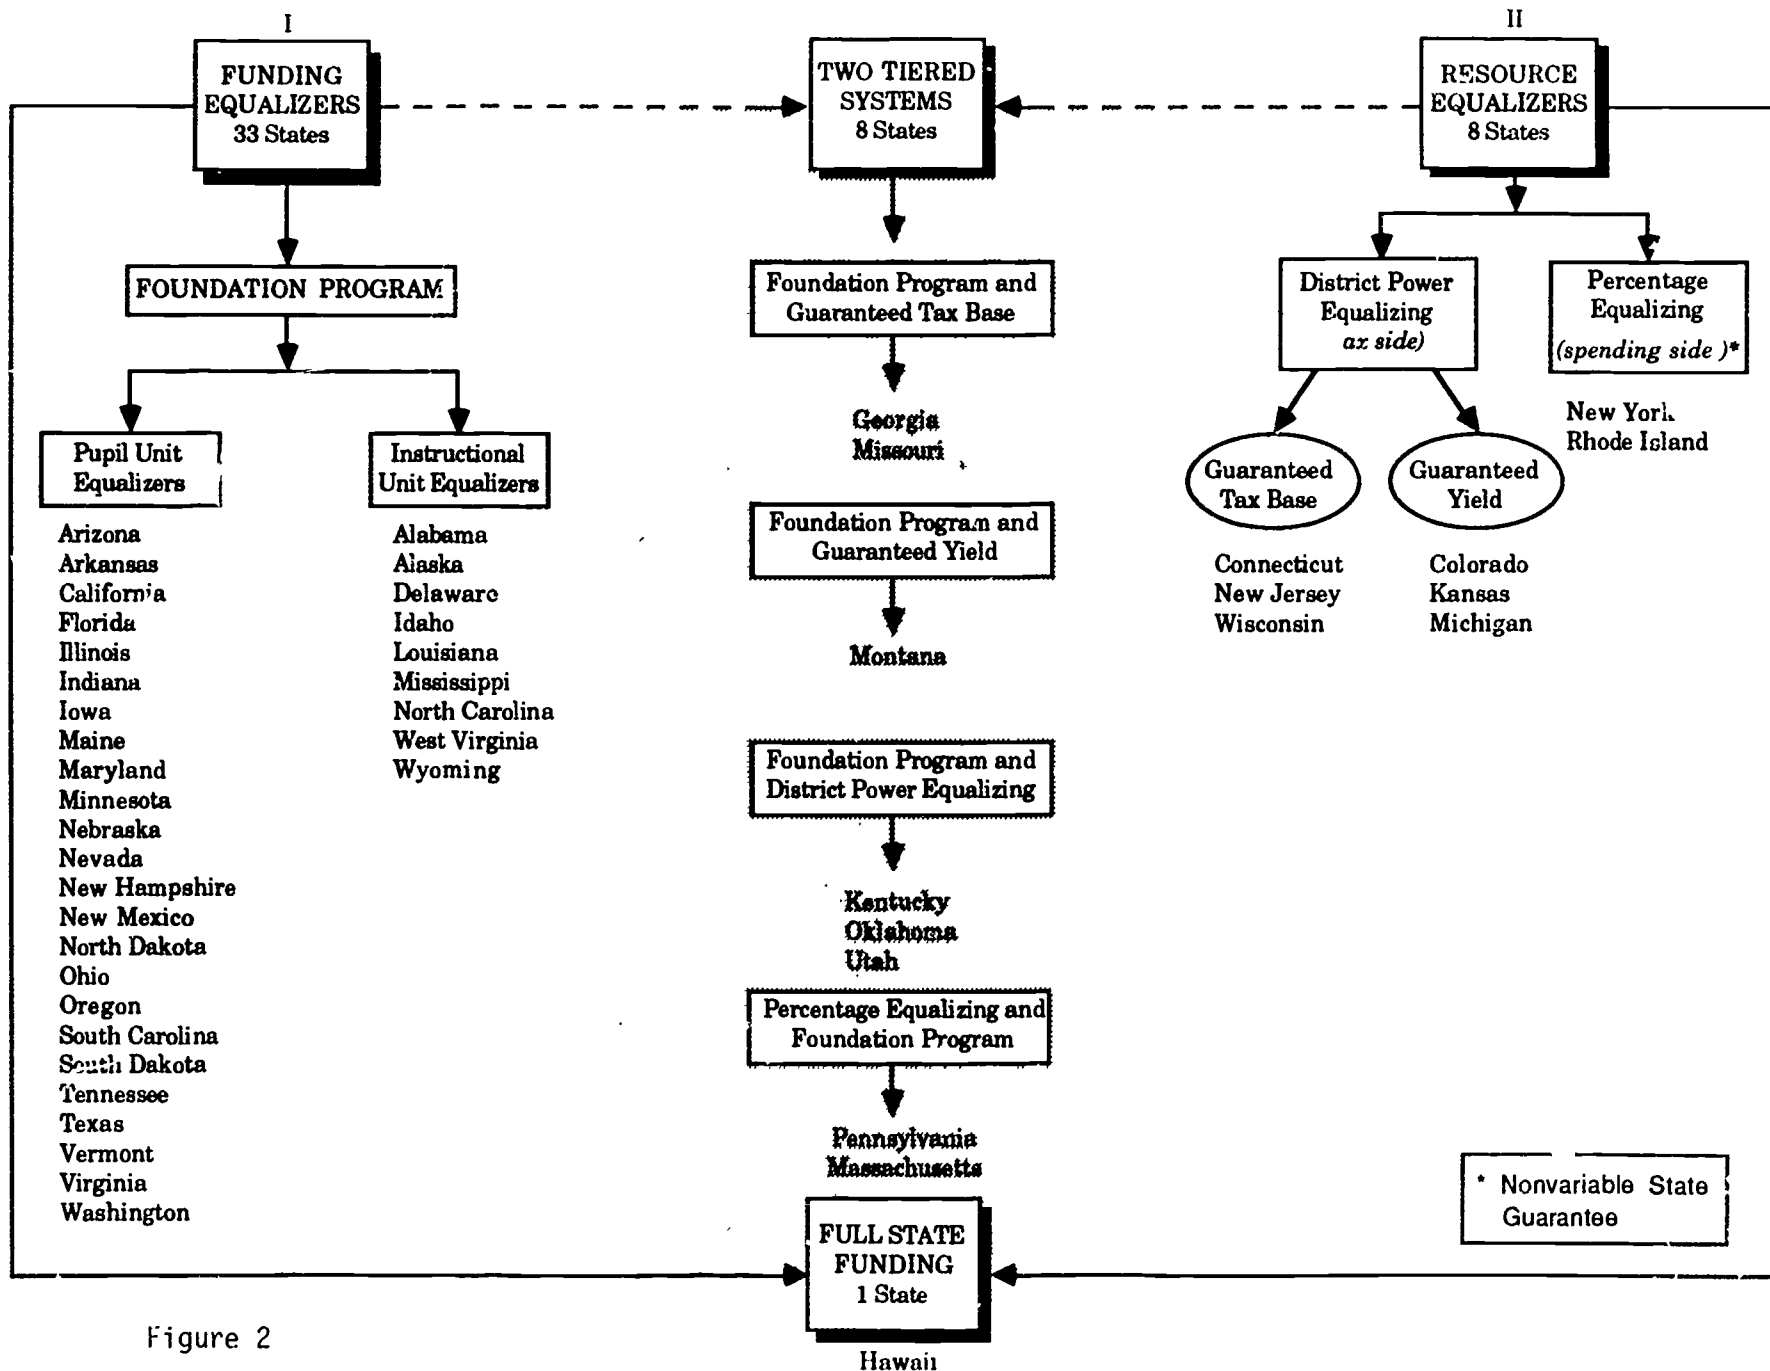 I
FUNDING
EQUALIZERS
33 States
FOUNDATION PROGRAM
Pupil Unit
Equalizers
Arizona
Arkansas
California
Florida
Illinois
Indiana
Iowa
Maine
Maryland
Minnesota
Nebraska
Nevada
New Hampshire
New Mexico
North Dakota
Ohio
Oregon
South Carolina
South Dakota
Tennessee
Texas
Vermont
Virginia
Washington
Instructional
Unit Equalizers
Alabama
Alaska
Delaware
Idaho
Louisiana
Mississippi
North Carolina
West Virginia
Wyoming
TWO TIERED
SYSTEMS
8 States
Foundation Program and
Guaranteed Tax Base
Georgia
Missouri
Foundation Program and
Guaranteed Yield
Montana
Foundation Program and
District Power Equalizing
Kentucky
Oklahoma
Utah
Percentage Equalizing and
Foundation Program
Pennsylvania
Massachusetts
FULL STATE
FUNDING
1 State
Hawaii
II
RESOURCE
EQUALIZERS
8 States
District Power
Equalizing
ax side)
Guaranteed
Tax Base
Connecticut
New Jersey
Wisconsin
Guaranteed
Yield
Colorado
Kansas
Michigan
Percentage
Equalizing
(spending side )*
New York
Rhode Island
* Nonvariable State
Guarantee
Figure 2